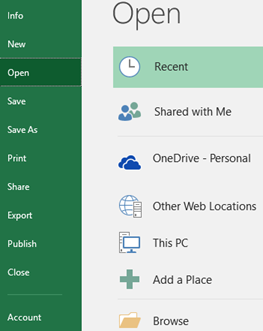 Info
New
Open
Save
Save As
Print
Share
Export
Publish
Close
Account
Open
Recent
Shared with Me
OneDrive - Personal
Other Web Locations
This PC
Add a Place
Browse